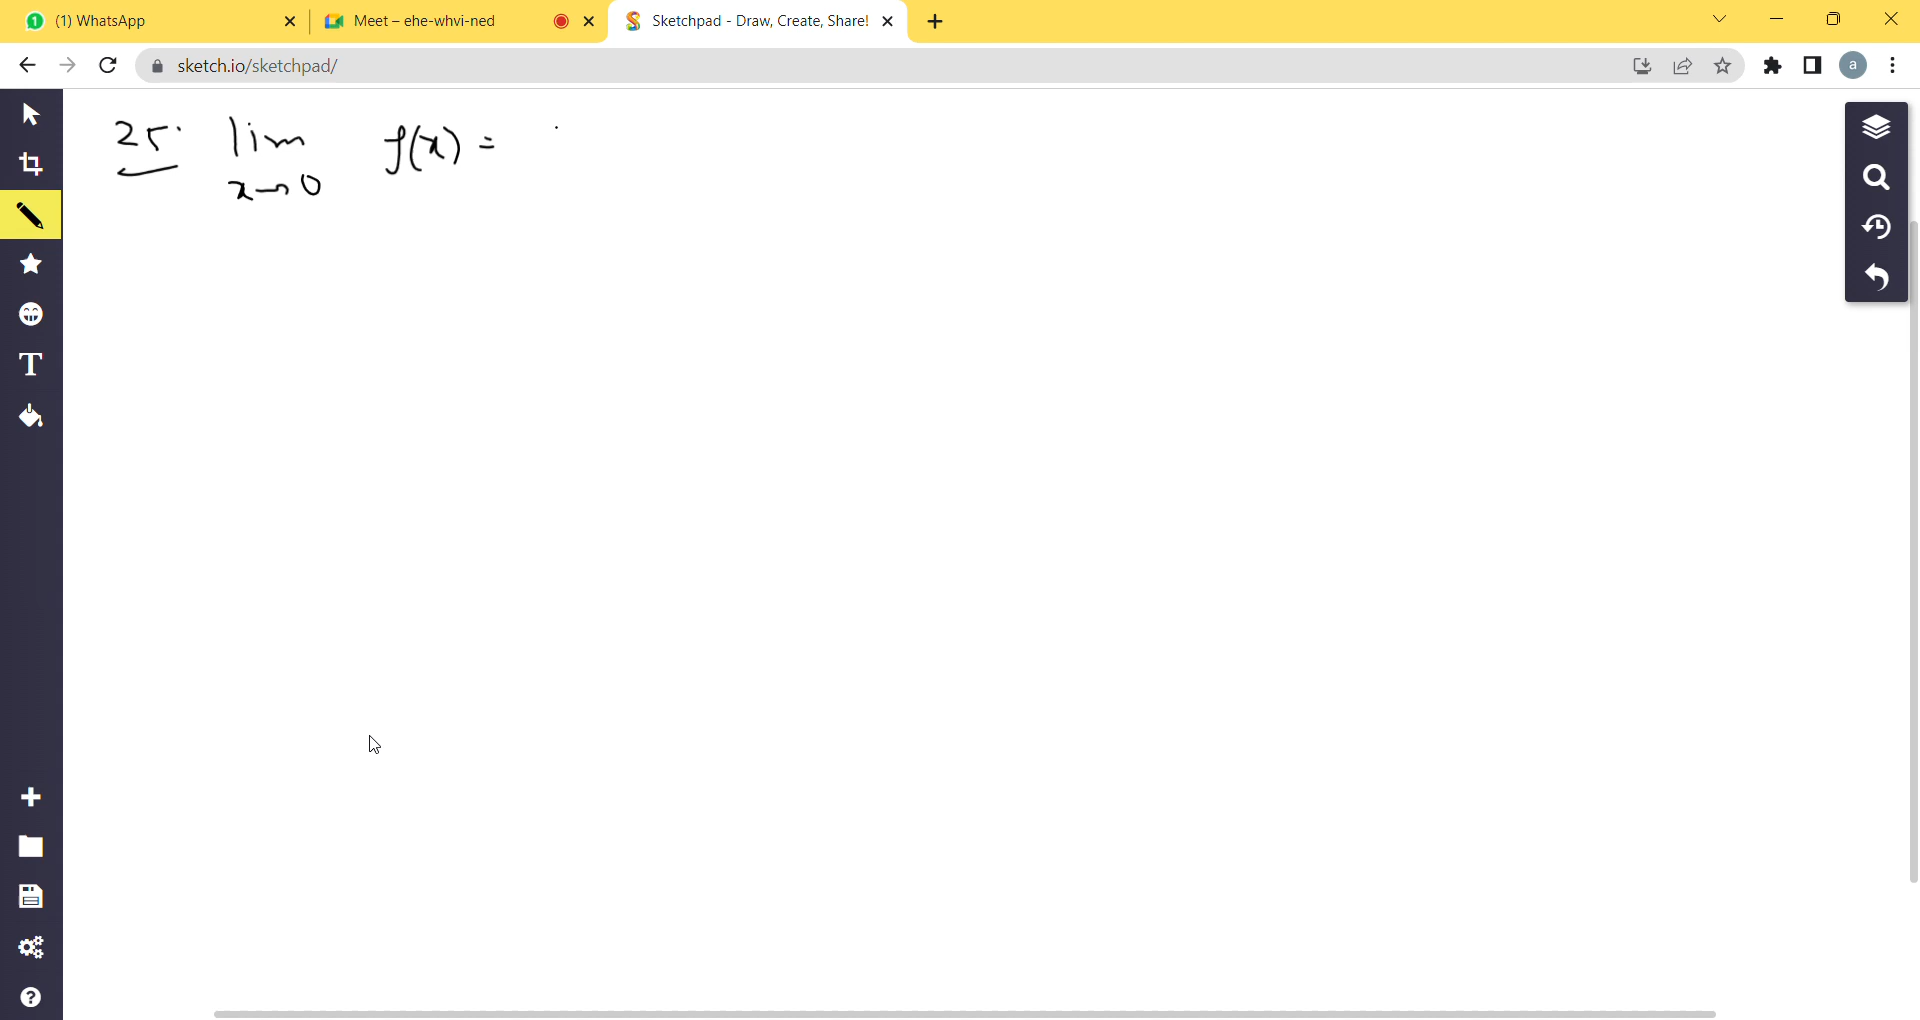 (1) WhatsApp
Meet – ehe-whvi-ned
Sketchpad - Draw, Create, Share!
sketch.io/sketchpad/
a
25. lim f(x) =
x→0
T